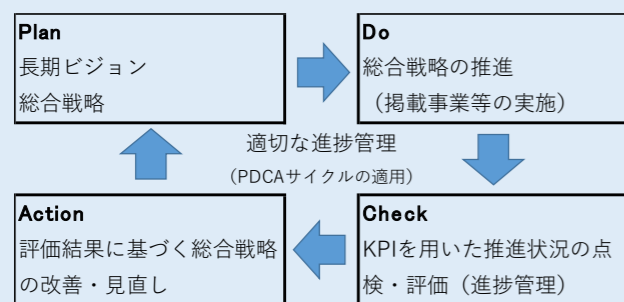 Plan
長期ビジョン
総合戦略
Do
総合戦略の推進
（掲載事業等の実施）
適切な進捗管理
（PDCAサイクルの適用）
Action
評価結果に基づく総合戦略
の改善・見直し
Check
KPIを用いた推進状況の点
検・評価（進捗管理）